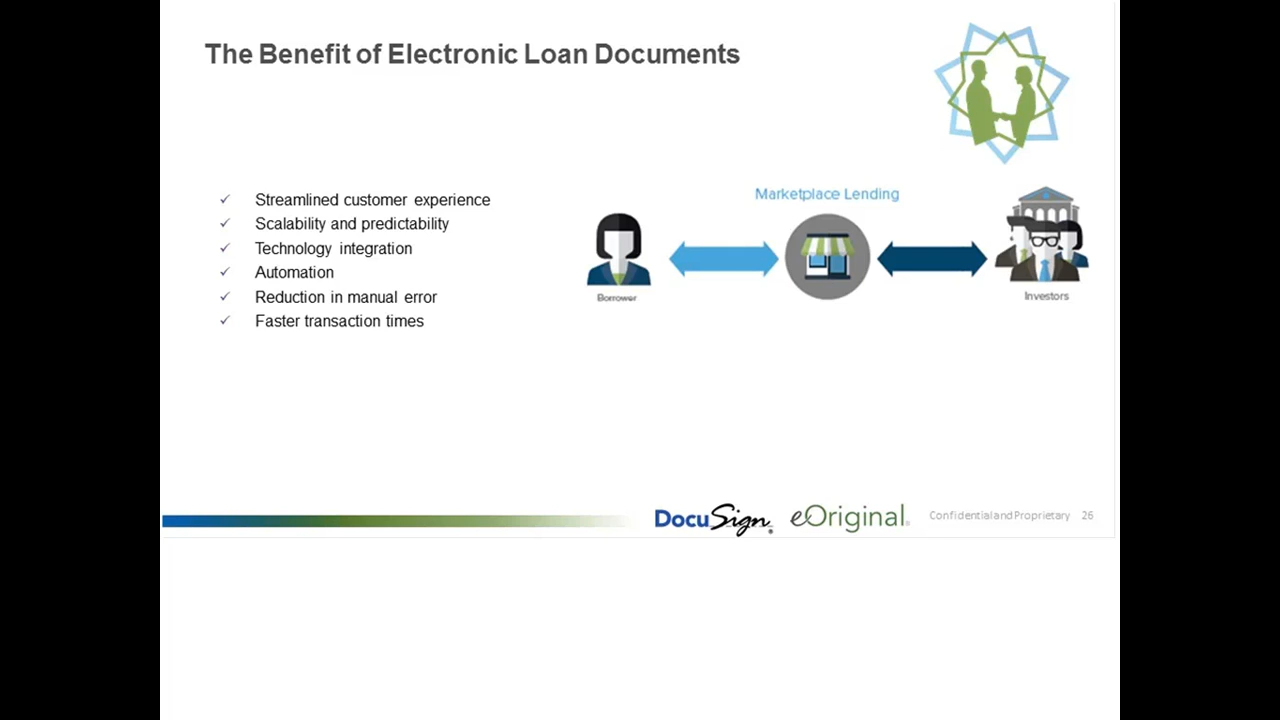 The Benefit of Electronic Loan Documents
✓ Streamlined customer experience
✓ Scalability and predictability
✓ Technology integration
✓ Automation
✓ Reduction in manual error
✓ Faster transaction times
Marketplace Lending
Borrower
Investors
DocuSign®
eOriginal®
Confidential and Proprietary 26